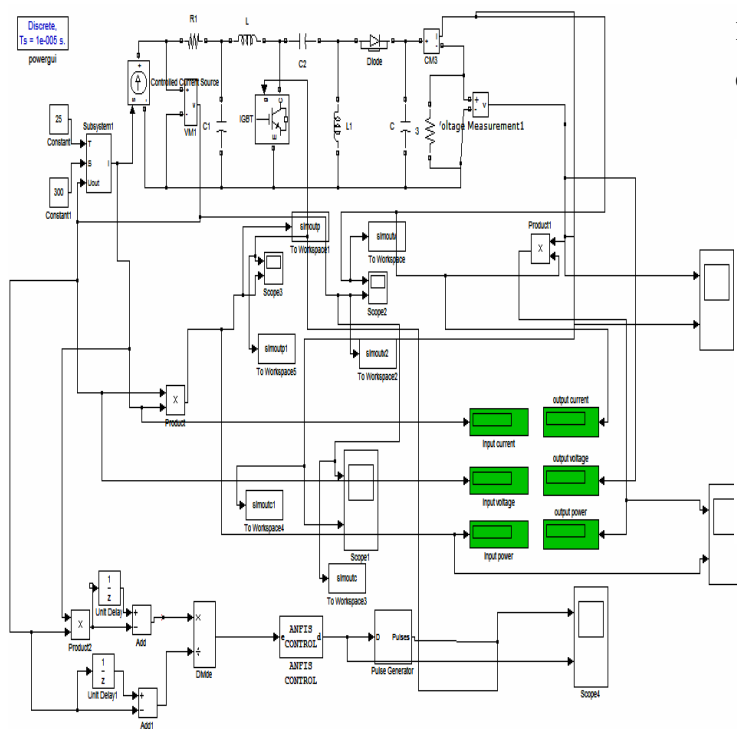 Discrete,
Ts = 1e-005 s.
powergui
R1
L
C2
Diode
CM3
Controlled Current Source
VM1
C1
IGBT
L1
C
3
Voltage Measurement1
25
Constant
300
Constant1
Subsystem1
T
S
Uout
I
simoutp
To Workspace1
Scope3
simoutv
To Workspace
Scope2
Product1
simoutp1
To Workspace5
simoutv2
To Workspace2
Product
Input current
output current
Input voltage
output voltage
Input power
output power
simoutc1
To Workspace4
Scope1
simoutc
To Workspace3
1
z
Unit Delay
Product2
Add
1
z
Unit Delay1
Add1
Divide
e
ANFIS
CONTROL
d
ANFIS
CONTROL
D
Pulses
Pulse Generator
Scope4